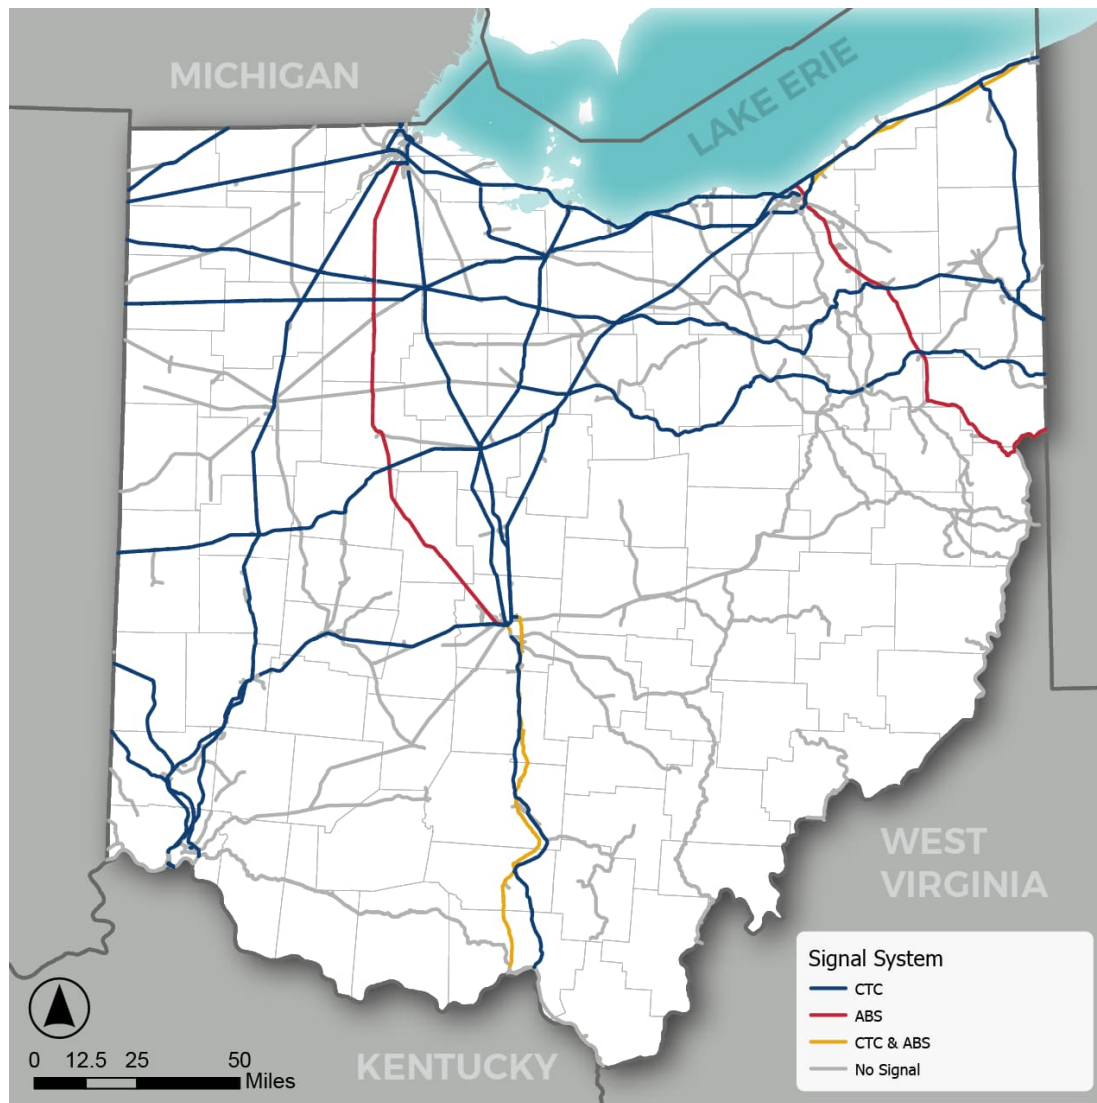 MICHIGAN
LAKE ERIE
WEST
VIRGINIA
KENTUCKY
Signal System
CTC
ABS
CTC & ABS
No Signal
0 12.5 25 50
Miles